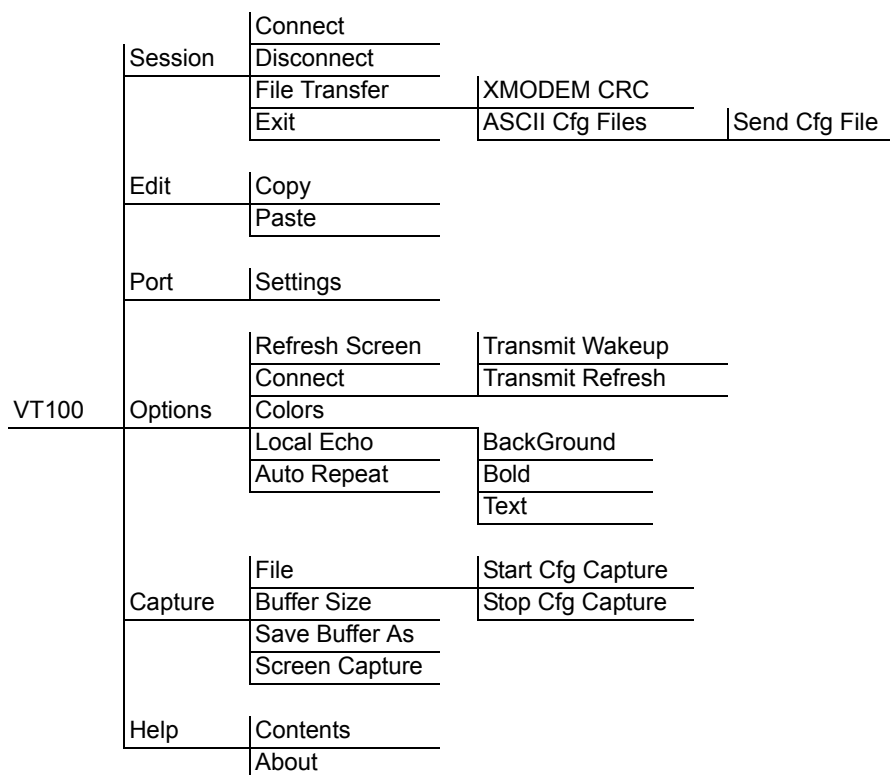 Connect
Session Disconnect
File Transfer XMODEM CRC
Exit ASCII Cfg Files Send Cfg File
Edit Copy
Paste
Port Settings
Refresh Screen Transmit Wakeup
Connect Transmit Refresh
VT100 Options Colors
Local Echo BackGround
Auto Repeat Bold
Text
File Start Cfg Capture
Capture Buffer Size Stop Cfg Capture
Save Buffer As
Screen Capture
Help Contents
About